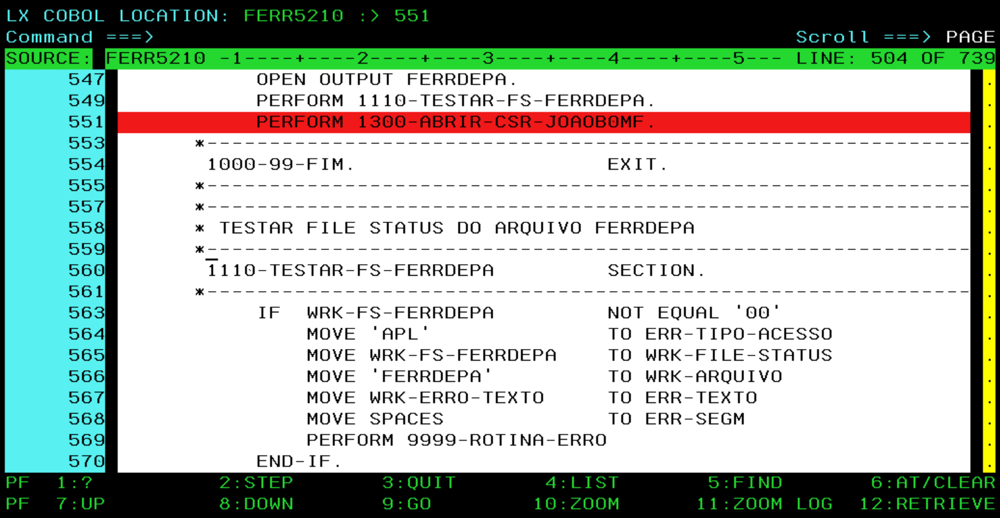 LX COBOL LOCATION: FERR5210 :> 551
Command ===> Scroll ===> PAGE
SOURCE: FERR5210 -1----+----2----+----3----+----4----+----5--- LINE: 504 OF 739
547 OPEN OUTPUT FERRDEPA. .
549 PERFORM 1110-TESTAR-FS-FERRDEPA. .
551 PERFORM 1300-ABRIR-CSR-JOAOB0MF. .
553 *------------------------------------------------------------- .
554 1000-99-FIM. EXIT. .
555 *------------------------------------------------------------- .
557 *------------------------------------------------------------- .
558 * TESTAR FILE STATUS DO ARQUIVO FERRDEPA .
559 *------------------------------------------------------------- .
560 1110-TESTAR-FS-FERRDEPA SECTION. .
561 *------------------------------------------------------------- .
563 IF WRK-FS-FERRDEPA NOT EQUAL '00' .
564 MOVE 'APL' TO ERR-TIPO-ACESSO .
565 MOVE WRK-FS-FERRDEPA TO WRK-FILE-STATUS .
566 MOVE 'FERRDEPA' TO WRK-ARQUIVO .
567 MOVE WRK-ERRO-TEXTO TO ERR-TEXTO .
568 MOVE SPACES TO ERR-SEGM .
569 PERFORM 9999-ROTINA-ERRO .
570 END-IF. .
PF 1:? 2:STEP 3:QUIT 4:LIST 5:FIND 6:AT/CLEAR
PF 7:UP 8:DOWN 9:GO 10:ZOOM 11:ZOOM LOG 12:RETRIEVE